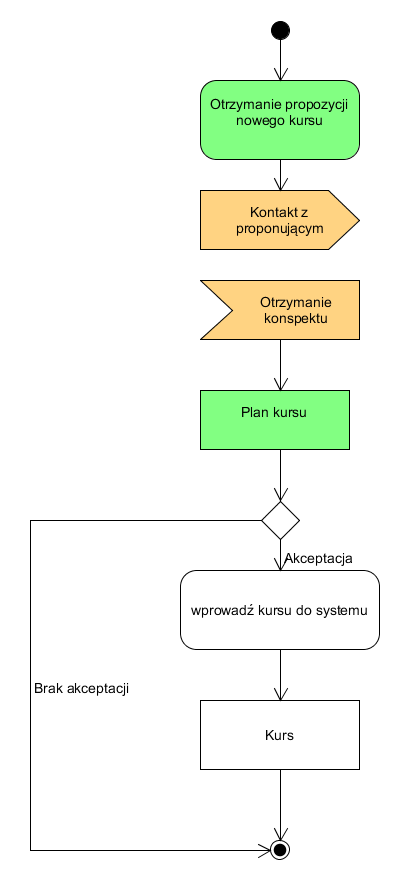 Otrzymanie propozycji
nowego kursu
Kontakt z
proponującym
Otrzymanie
konspektu
Plan kursu
Akceptacja
wprowadź kursu do systemu
Brak akceptacji
Kurs